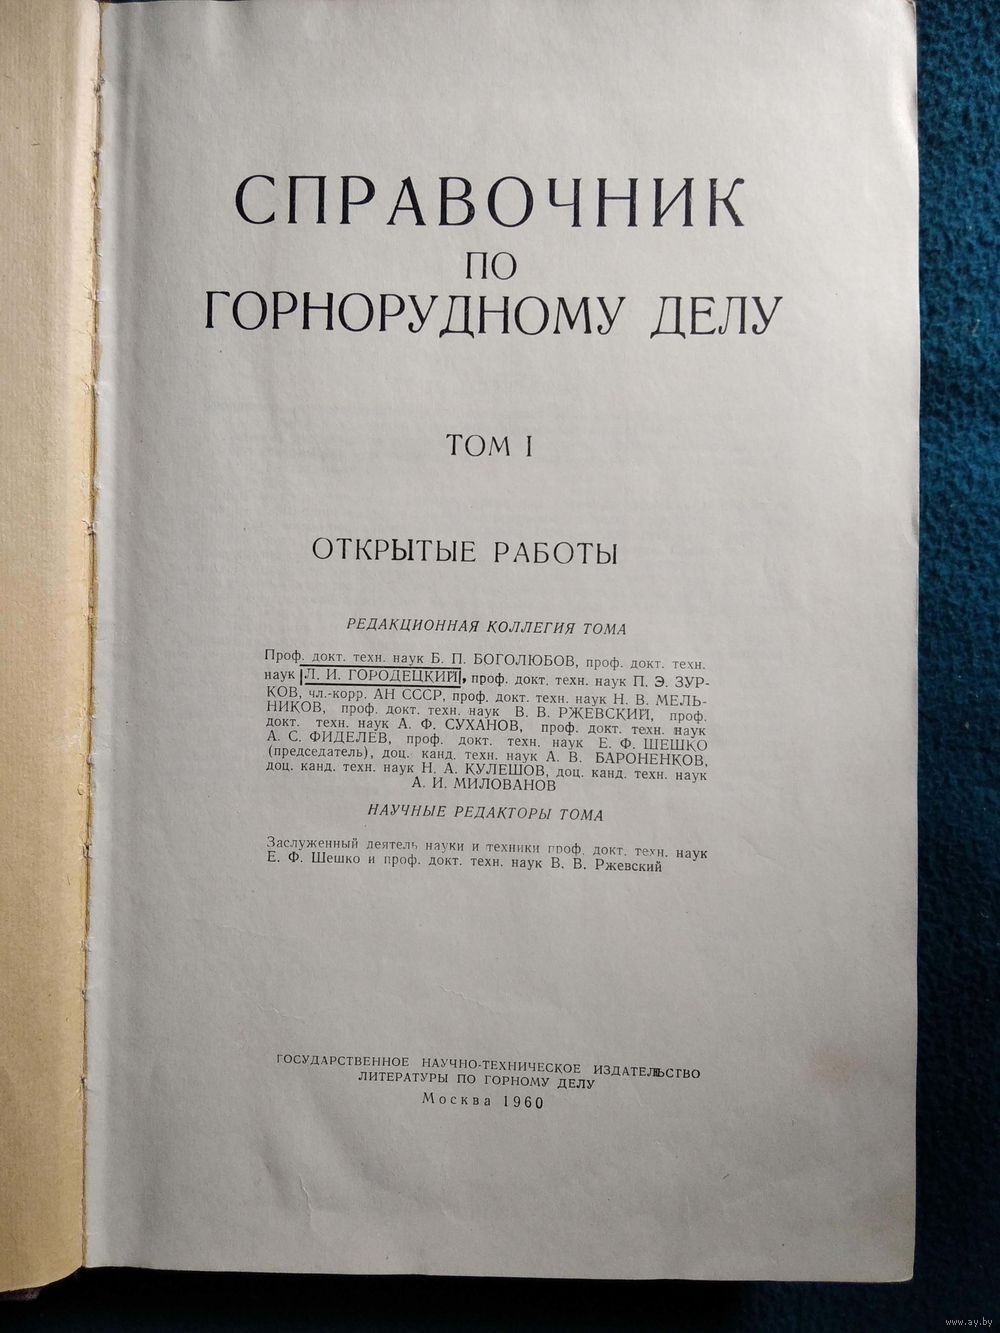 СПРАВОЧНИК
ПО
ГОРНОРУДНОМУ ДЕЛУ
ТОМ I
ОТКРЫТЫЕ РАБОТЫ
РЕДАКЦИОННАЯ КОЛЛЕГИЯ ТОМА
Проф. докт. техн. наук Б. П. БОГОЛЮБОВ, проф. докт. техн.
наук Л. И. ГОРОДЕЦКИЙ, проф. докт. техн. наук П. Э. ЗУР-
КОВ, чл.-корр. АН СССР, проф. докт. техн. наук Н. В. МЕЛЬ-
НИКОВ, проф. докт. техн. наук В. В. РЖЕВСКИЙ, проф.
докт. техн. наук А. Ф. СУХАНОВ, проф. докт. техн. наук
А. С. ФИДЕЛЕВ, проф. докт. техн. наук Е. Ф. ШЕШКО
(председатель), доц. канд. техн. наук А. В. БАРОНЕНКОВ,
доц. канд. техн. наук Н. А. КУЛЕШОВ, доц. канд. техн. наук
А. И. МИЛОВАНОВ
НАУЧНЫЕ РЕДАКТОРЫ ТОМА
Заслуженный деятель науки и техники проф. докт. техн. наук
Е. Ф. Шешко и проф. докт. техн. наук В. В. Ржевский
ГОСУДАРСТВЕННОЕ НАУЧНО-ТЕХНИЧЕСКОЕ ИЗДАТЕЛЬСТВО
ЛИТЕРАТУРЫ ПО ГОРНОМУ ДЕЛУ
Москва 1960
www.ay.by